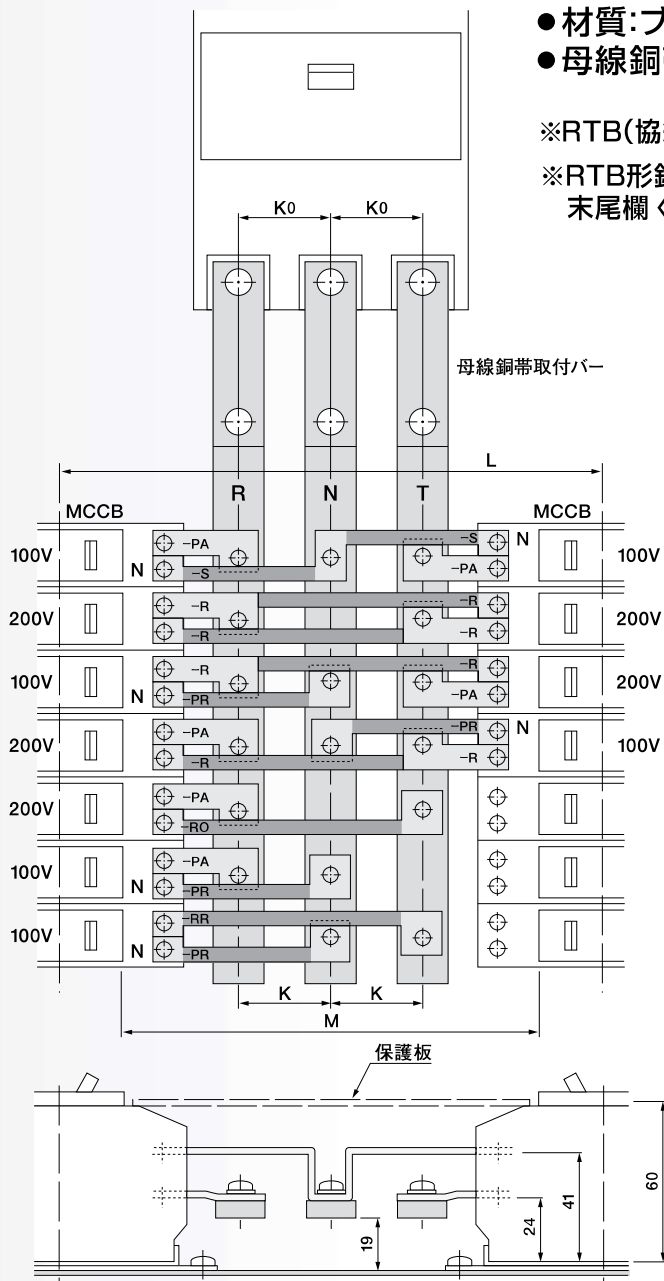 ●材質:ブ
●母線銅
※RTB(協
※RTB形
末尾欄く
K0 K0
母線銅帯取付バー
L
R N T
MCCB MCCB
100V N -PA -S -S N -PA 100V
200V -R -R -R -R 200V
100V N -R -PR -R -PA 200V
200V -PA -R -PR N -R 100V
200V -PA -RO
100V N -PA -PR
100V N -RR -PR
K K
M
保護板
19 24 41 60